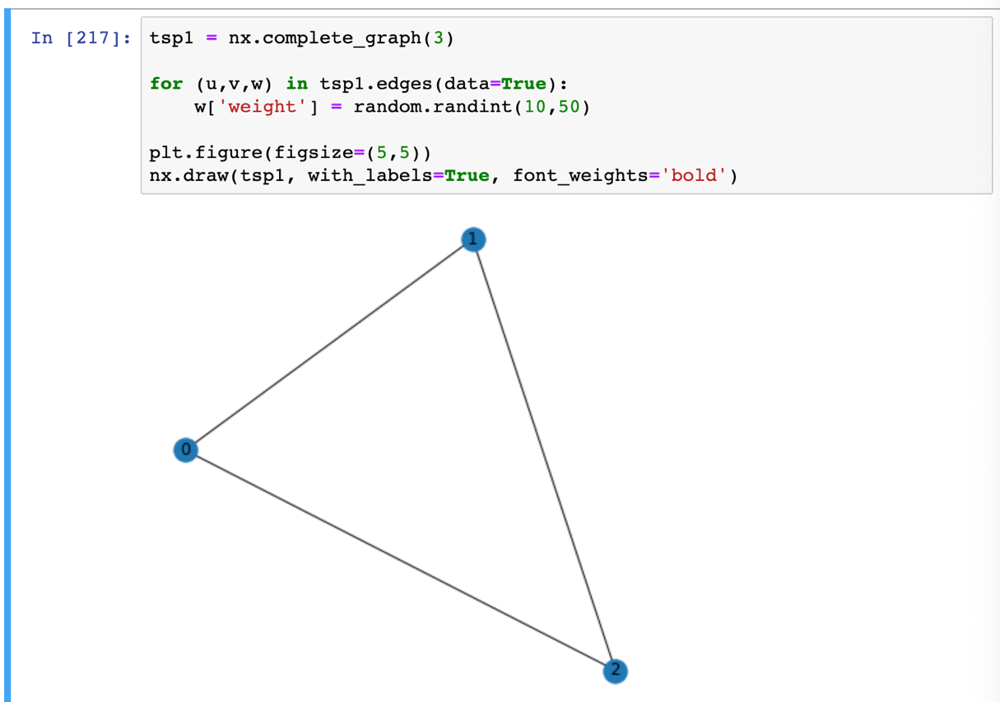 In [217]: tsp1 = nx.complete_graph(3)
for (u,v,w) in tsp1.edges(data=True):
    w['weight'] = random.randint(10,50)
plt.figure(figsize=(5,5))
nx.draw(tsp1, with_labels=True, font_weights='bold')
1
0
2